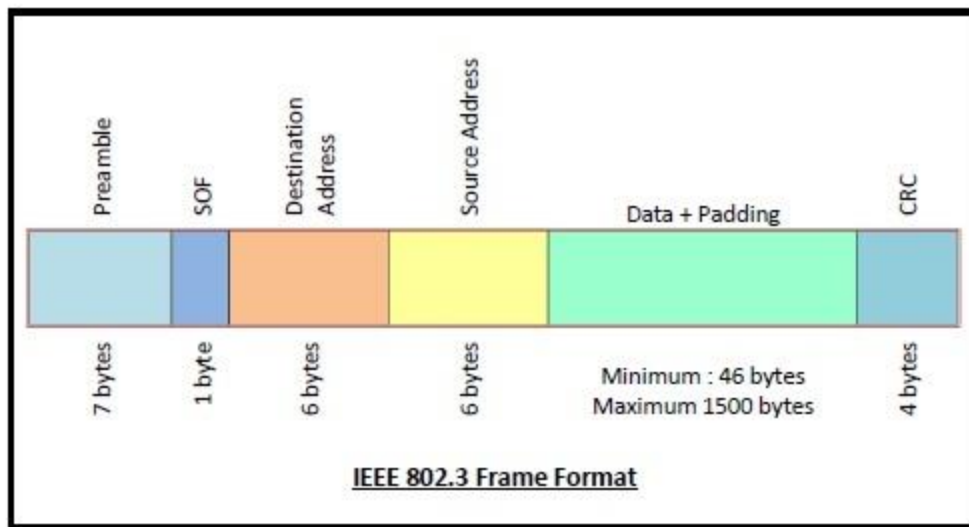 Preamble
SOF
Destination
Address
Source Address
Data + Padding
CRC
7 bytes
1 byte
6 bytes
6 bytes
Minimum : 46 bytes
Maximum 1500 bytes
4 bytes
IEEE 802.3 Frame Format